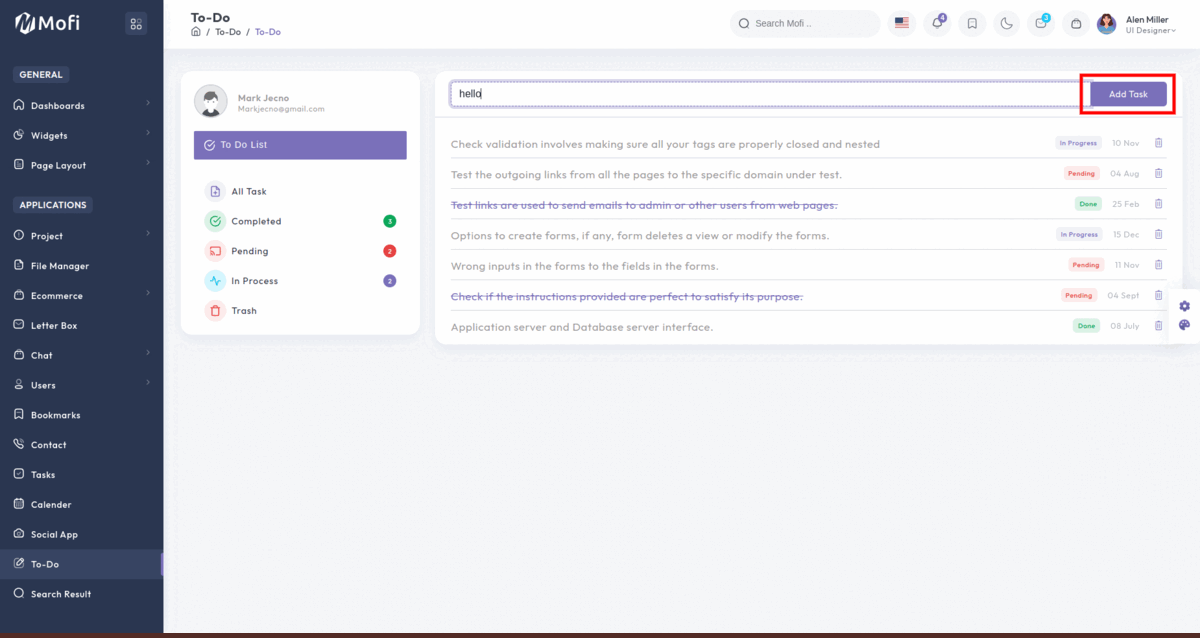 Mofi
To-Do
/ To-Do / To-Do
Search Mofi ..
4
3
Alen Miller
UI Designer
GENERAL
Dashboards
Widgets
Page Layout
APPLICATIONS
Project
File Manager
Ecommerce
Letter Box
Chat
Users
Bookmarks
Contact
Tasks
Calender
Social App
To-Do
Search Result
Mark Jecno
Markjecno@gmail.com
To Do List
All Task
Completed 3
Pending 2
In Process 2
Trash
hello
Add Task
Check validation involves making sure all your tags are properly closed and nested In Progress 10 Nov
Test the outgoing links from all the pages to the specific domain under test. Pending 04 Aug
Test links are used to send emails to admin or other users from web pages. Done 25 Feb
Options to create forms, if any, form deletes a view or modify the forms. In Progress 15 Dec
Wrong inputs in the forms to the fields in the forms. Pending 11 Nov
Check if the instructions provided are perfect to satisfy its purpose. Pending 04 Sept
Application server and Database server interface. Done 08 July